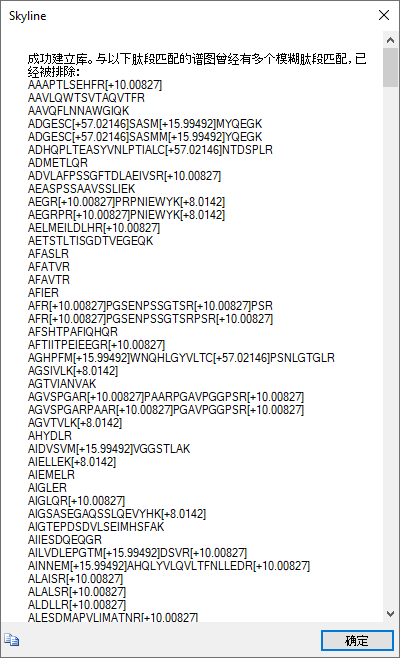 Skyline
成功建立库。与以下肽段匹配的谱图曾经有多个模糊肽段匹配，已
经被排除：
AAAPTLSEHFR[+10.00827]
AAVLQWTSVTAQVTFR
AAVQFLNNAWGIQK
ADGESC[+57.02146]SASM[+15.99492]MYQEGK
ADGESC[+57.02146]SASMM[+15.99492]YQEGK
ADHQPLTEASYVNLPTIALC[+57.02146]NTDSPLR
ADMETLQR
ADVLAFPSSGFTDLAEIVSR[+10.00827]
AEASPSSAAVSSLIEK
AEGR[+10.00827]PRPNIEWYK[+8.0142]
AEGRPR[+10.00827]PNIEWYK[+8.0142]
AELMEILDLHR[+10.00827]
AETSTLTISGDTVEGEQK
AFASLR
AFATVR
AFAVTR
AFIER
AFR[+10.00827]PGSENPSSGTSR[+10.00827]PSR
AFR[+10.00827]PGSENPSSGTSRPSR[+10.00827]
AFSHTPAFIQHQR
AFTIITPEIEEGR[+10.00827]
AGHPFM[+15.99492]WNQHLGYVLTC[+57.02146]PSNLGTGLR
AGSIVLK[+8.0142]
AGTVIANVAK
AGVSPGAR[+10.00827]PAARPGAVPGGPSR[+10.00827]
AGVSPGARPAAR[+10.00827]PGAVPGGPSR[+10.00827]
AGVTVLK[+8.0142]
AHYDLR
AIDVSVM[+15.99492]VGGSTLAK
AIELLEK[+8.0142]
AIEMELR
AIGLER
AIGLQR[+10.00827]
AIGSASEGAQSSLQEVYHK[+8.0142]
AIGTEPDSDVLSEIMHSFAK
AIIESDQEQGR
AILVDLEPGTM[+15.99492]DSVR[+10.00827]
AINNEM[+15.99492]AHQLYVLQVLTFNLLEDR[+10.00827]
ALAISR[+10.00827]
ALALSR[+10.00827]
ALDLLR[+10.00827]
ALESDMAPVLIMATNR[+10.00827]
确定